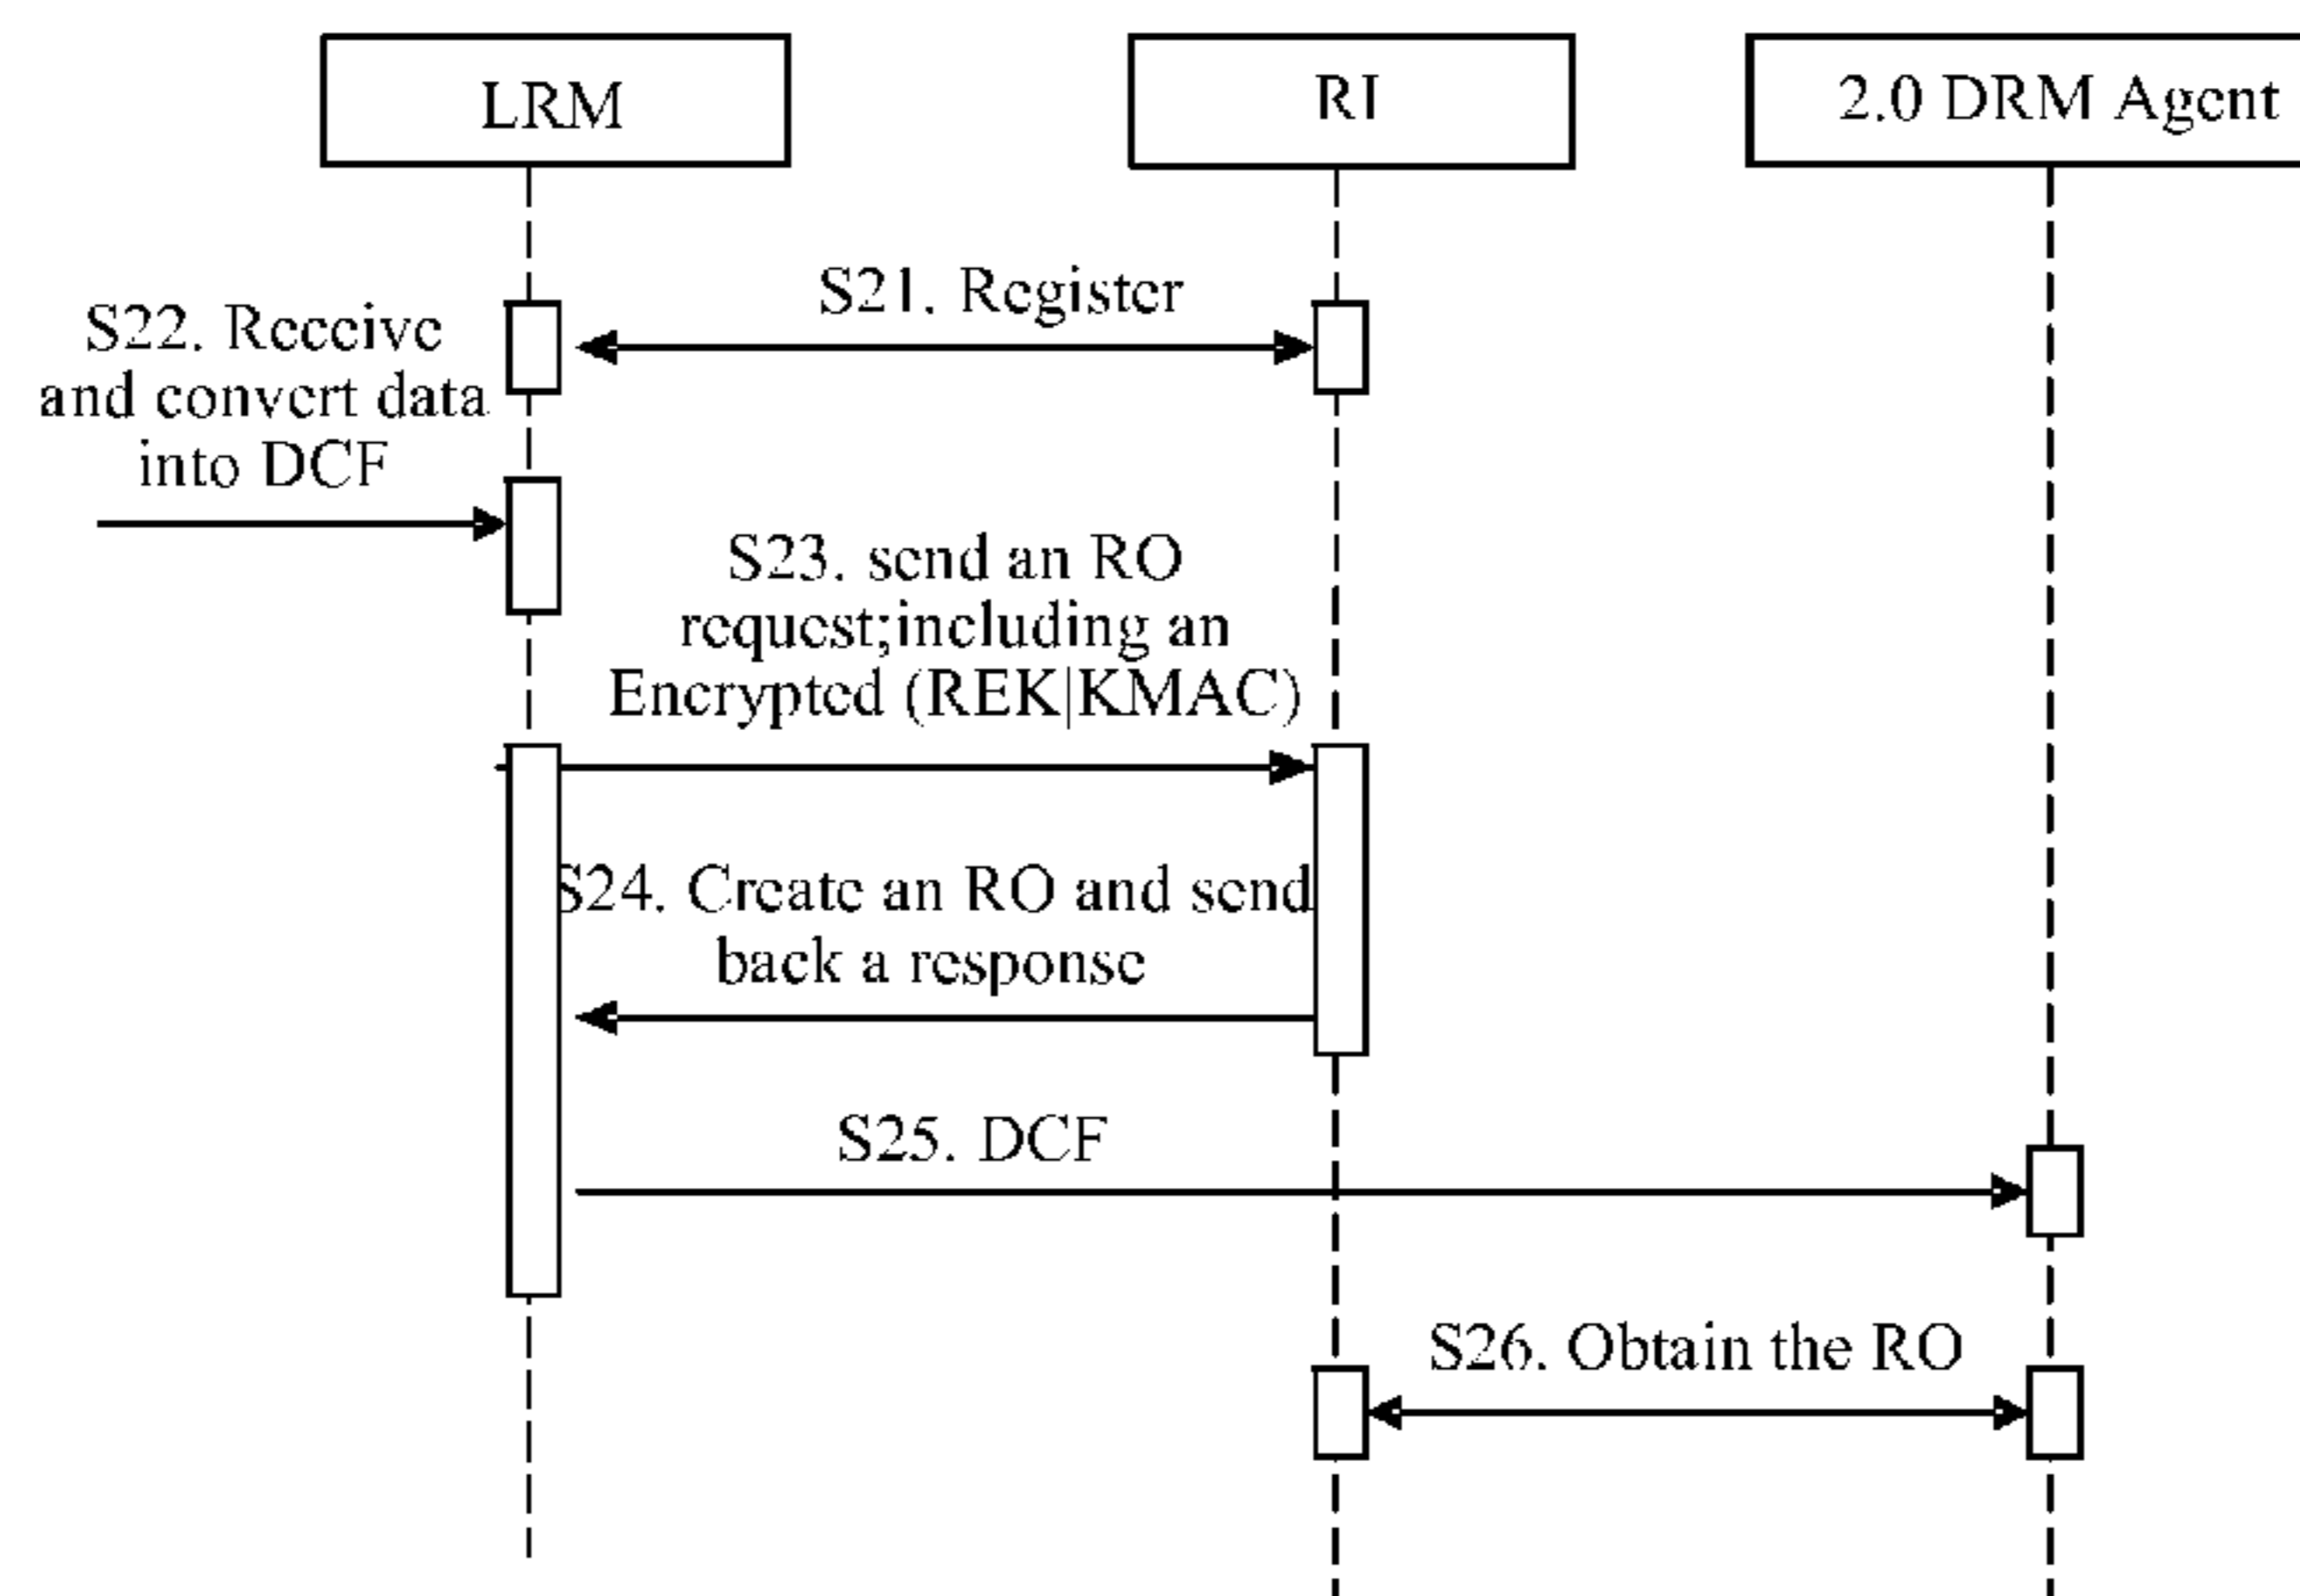 LRM
RI
2.0 DRM Agent
S21. Register
S22. Receive
and convert data
into DCF
S23. send an RO
request;including an
Encrypted (REK|KMAC)
S24. Create an RO and send
back a response
S25. DCF
S26. Obtain the RO